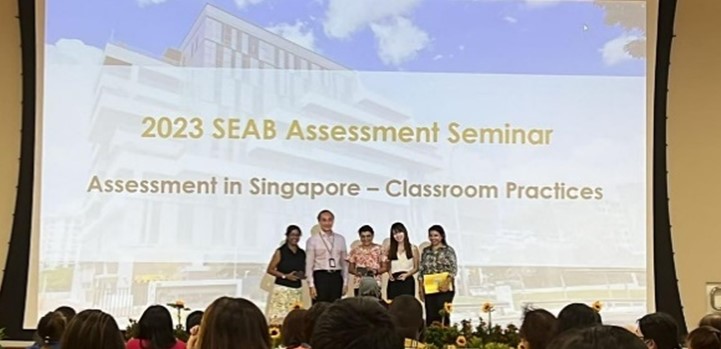 2023 SEAB Assessment Seminar
Assessment in Singapore – Classroom Practices